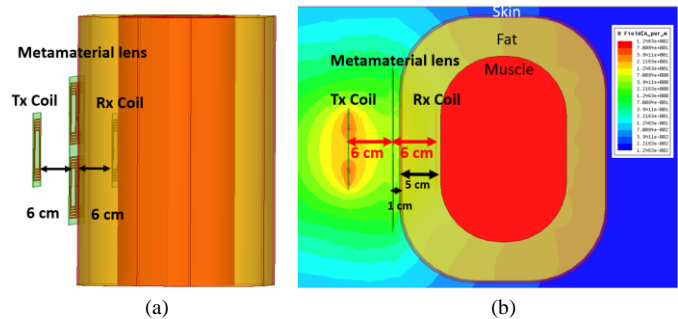 Metamaterial lens
Tx Coil
Rx Coil
6 cm
6 cm
(a)
Skin
Fat
Metamaterial lens
Muscle
Tx Coil
Rx Coil
6 cm
6 cm
5 cm
1 cm
(b)